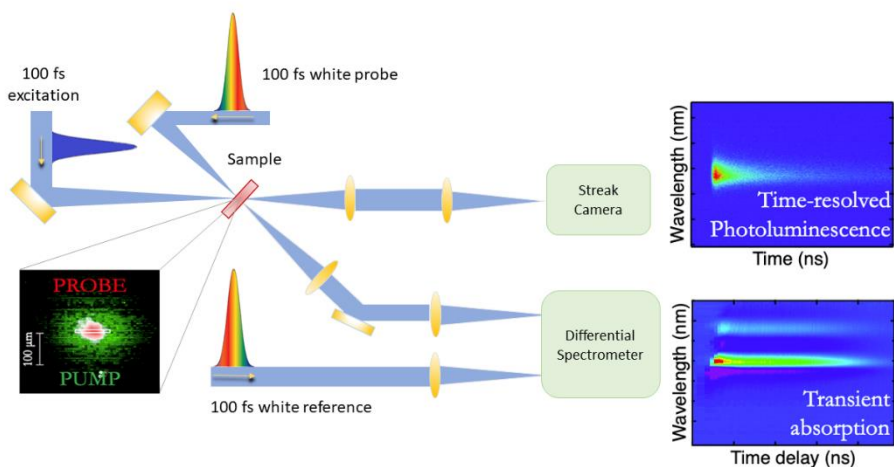 100 fs
excitation
100 fs white probe
Sample
PROBE
100 μm
PUMP
100 fs white reference
Streak
Camera
Differential
Spectrometer
Wavelength (nm)
Time-resolved
Photoluminescence
Time (ns)
Wavelength (nm)
Transient
absorption
Time delay (ns)